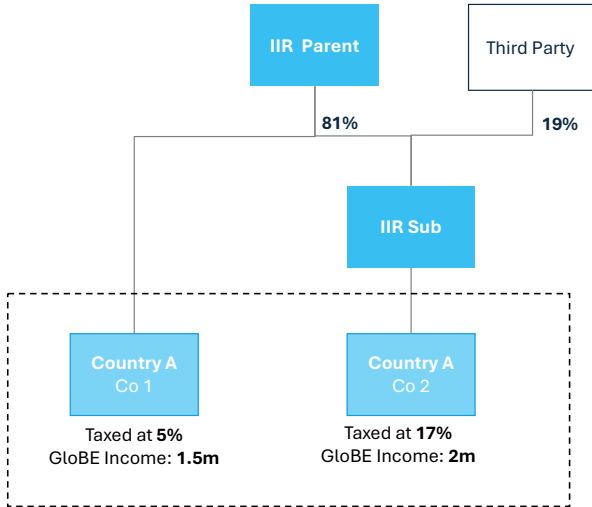 IIR Parent
Third Party
81%
19%
IIR Sub
Country A
Co 1
Country A
Co 2
Taxed at 5%
GloBE Income: 1.5m
Taxed at 17%
GloBE Income: 2m